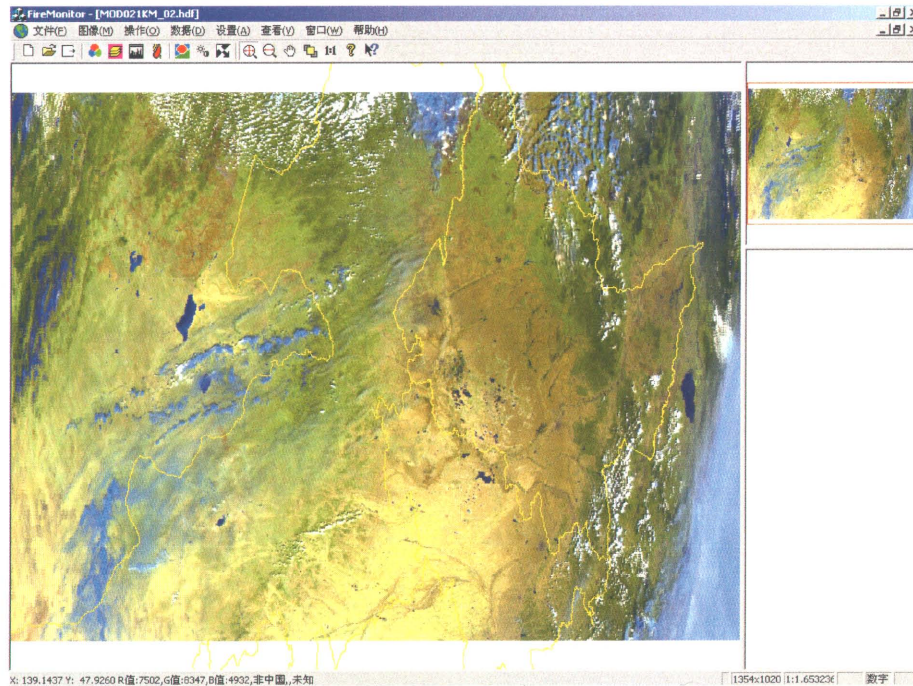 FireMonitor - [MOD021KM_02.hdf]
文件(F) 图像(M) 操作(O) 数据(D) 设置(A) 查看(V) 窗口(W) 帮助(H)
1:1
X: 139.1437 Y: 47.9260 R值:7502,G值:8347,B值:4932,非中国,,未知
1354x1020 1:1.653236 数字